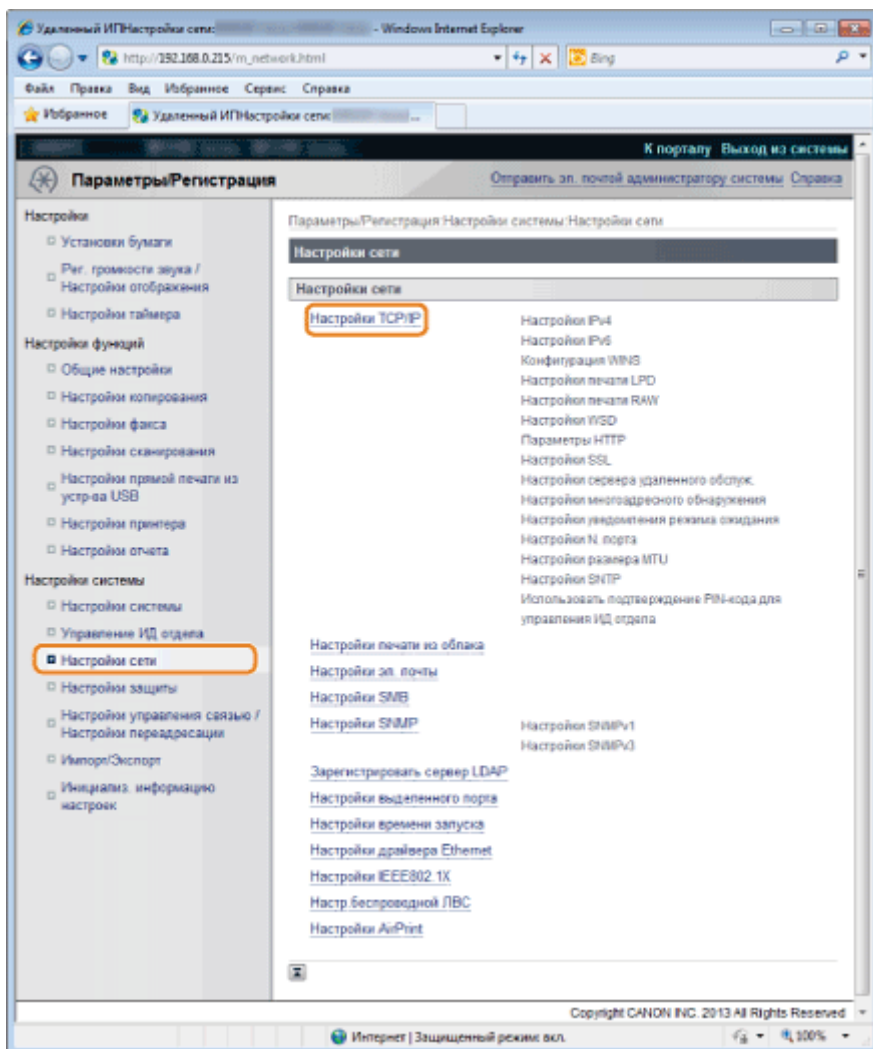 Удаленный ИПНастройки сети: - Windows Internet Explorer
http://192.168.0.215/m_network.html
Bing
Файл Правка Вид Избранное Сервис Справка
Избранное
Удаленный ИПНастройки сети: ...
К порталу Выход из системы
Параметры/Регистрация
Отправить эл. почтой администратору системы Справка
Настройки
Установки бумаги
Рег. громкости звука /
Настройки отображения
Настройки таймера
Настройки функций
Общие настройки
Настройки копирования
Настройки факса
Настройки сканирования
Настройки прямой печати из
устр-ва USB
Настройки принтера
Настройки отчета
Настройки системы
Настройки системы
Управление ИД отдела
Настройки сети
Настройки защиты
Настройки управления связью /
Настройки переадресации
Импорт/Экспорт
Инициализ. информацию
настроек
Параметры/Регистрация:Настройки системы:Настройки сети
Настройки сети
Настройки сети
Настройки TCP/IP
Настройки IPv4
Настройки IPv6
Конфигурация WINS
Настройки печати LPD
Настройки печати RAW
Настройки WSD
Параметры HTTP
Настройки SSL
Настройки сервера удаленного обслуж.
Настройки многоадресного обнаружения
Настройки уведомления режима ожидания
Настройки N. порта
Настройки размера MTU
Настройки SNTP
Использовать подтверждение PIN-кода для
управления ИД отдела
Настройки печати из облака
Настройки эл. почты
Настройки SMB
Настройки SNMP
Настройки SNMPv1
Настройки SNMPv3
Зарегистрировать сервер LDAP
Настройки выделенного порта
Настройки времени запуска
Настройки драйвера Ethernet
Настройки IEEE802.1X
Настр.беспроводной ЛВС
Настройки AirPrint
Copyright CANON INC. 2013 All Rights Reserved
Интернет | Защищенный режим: вкл.
100%